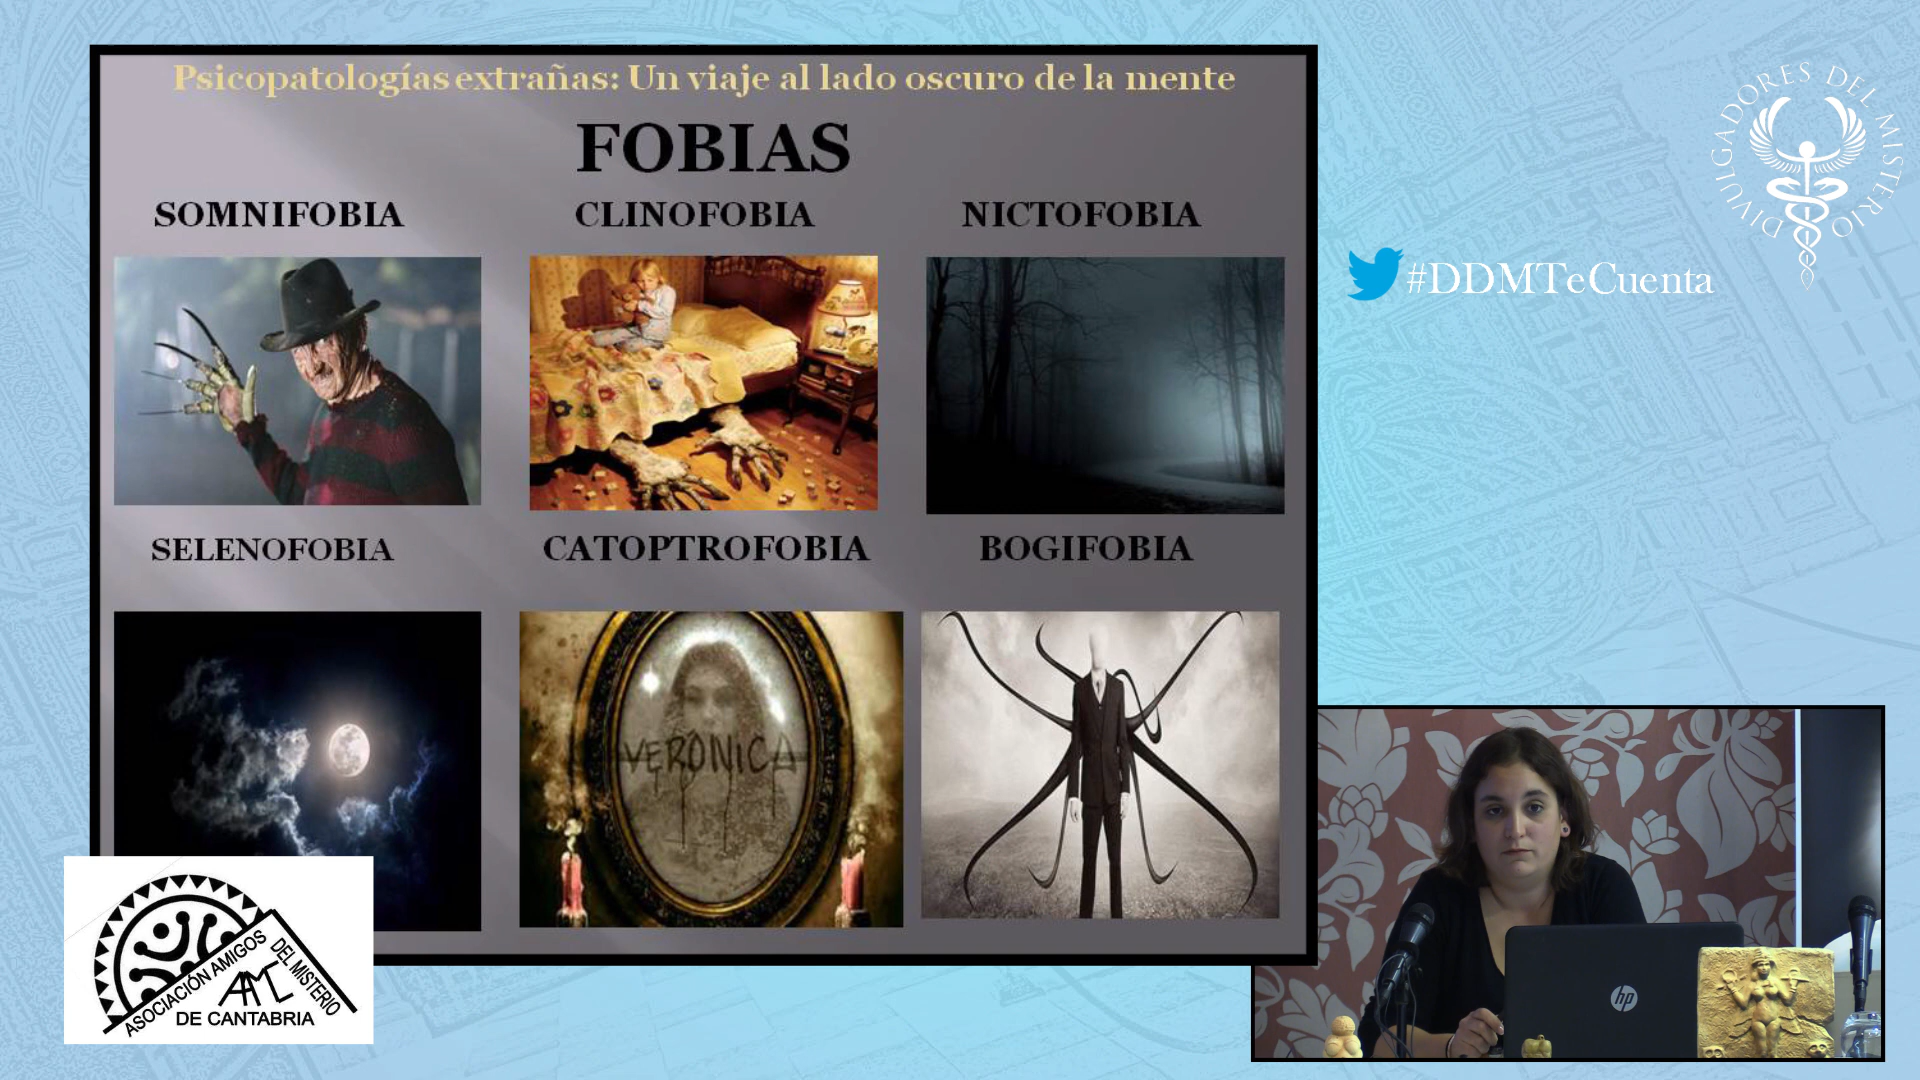 Psicopatologías extrañas: Un viaje al lado oscuro de la mente
FOBIAS
SOMNIFOBIA
CLINOFOBIA
NICTOFOBIA
SELENOFOBIA
CATOPTROFOBIA
BOGIFOBIA
VERONICA
DIVULGADORES DEL MISTERIO
#DDMTeCuenta
ASOCIACIÓN AMIGOS DEL MISTERIO
AMC
DE CANTABRIA
hp